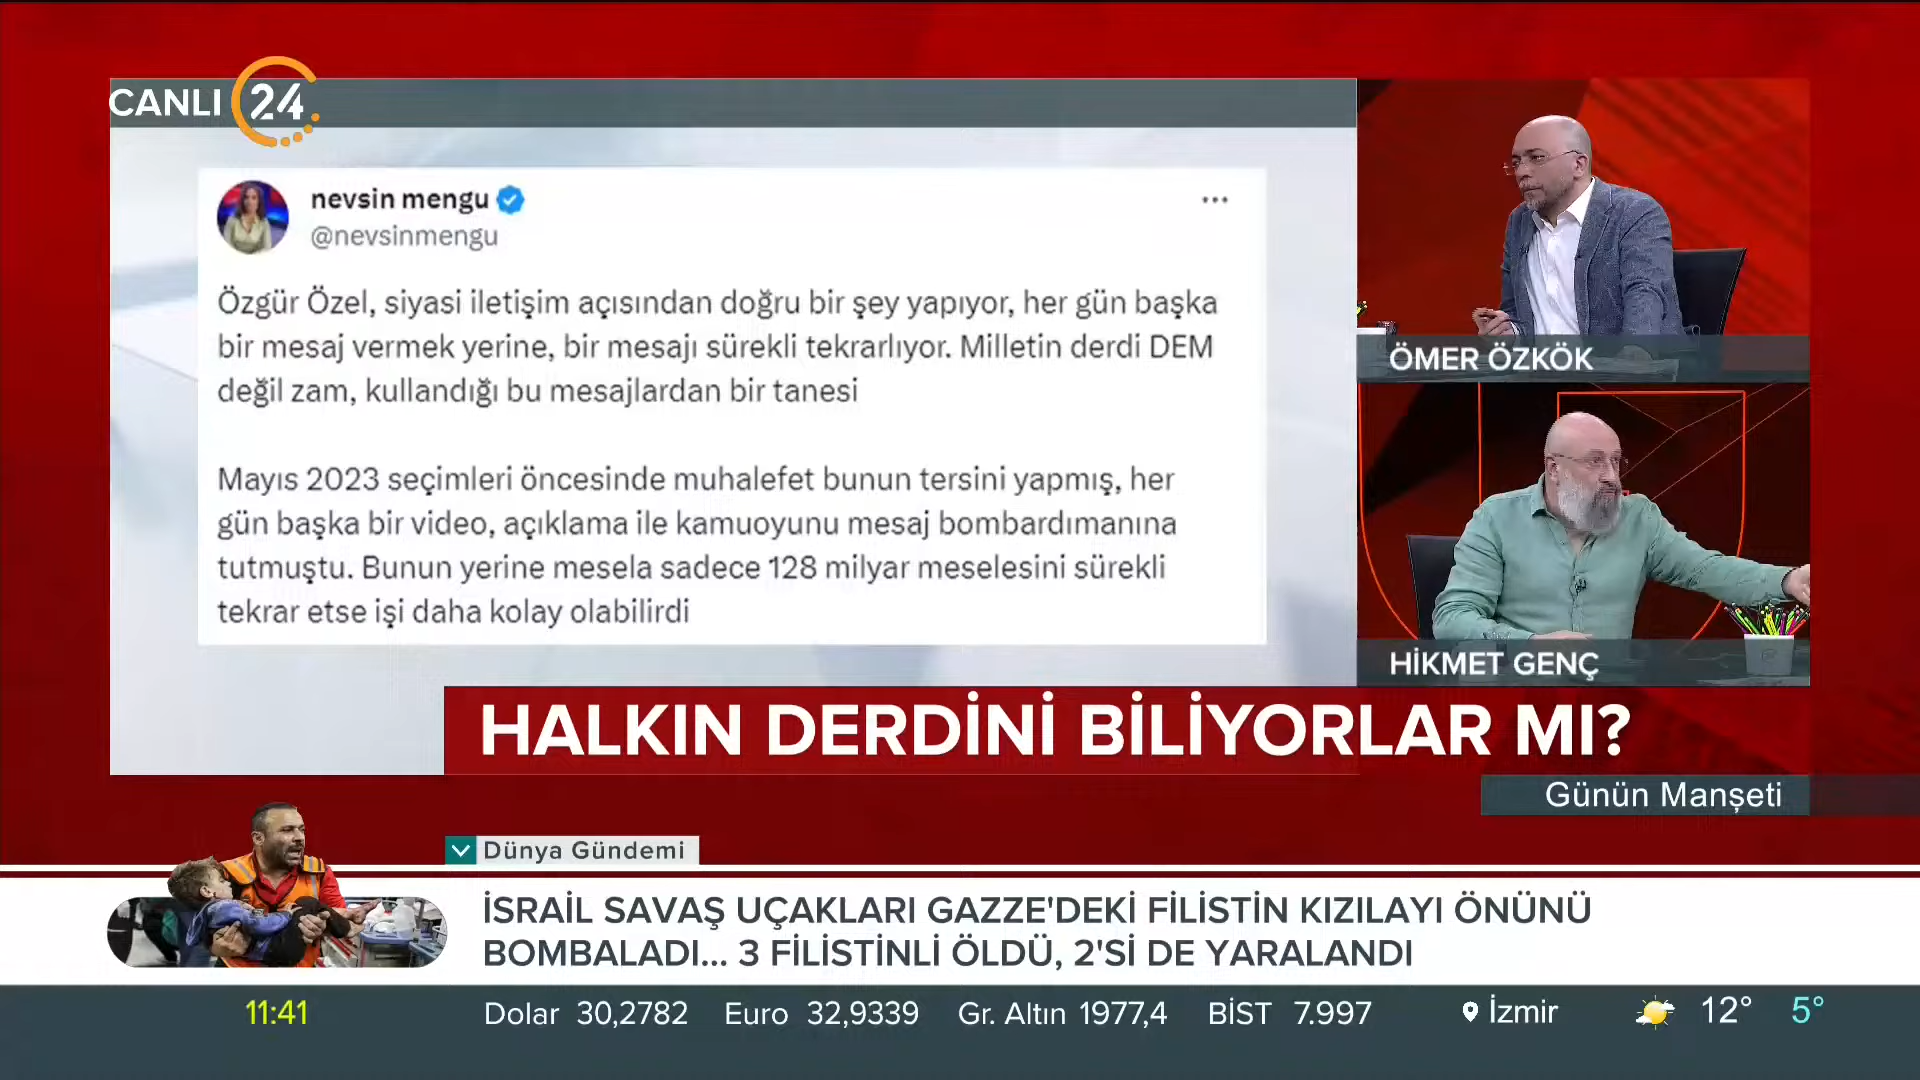 CANLI 24
nevsin mengu
@nevsinmengu
Özgür Özel, siyasi iletişim açısından doğru bir şey yapıyor, her gün başka
bir mesaj vermek yerine, bir mesajı sürekli tekrarlıyor. Milletin derdi DEM
değil zam, kullandığı bu mesajlardan bir tanesi
Mayıs 2023 seçimleri öncesinde muhalefet bunun tersini yapmış, her
gün başka bir video, açıklama ile kamuoyunu mesaj bombardımanına
tutmuştu. Bunun yerine mesela sadece 128 milyar meselesini sürekli
tekrar etse işi daha kolay olabilirdi
ÖMER ÖZKÖK
HİKMET GENÇ
HALKIN DERDİNİ BİLİYORLAR MI?
Günün Manşeti
Dünya Gündemi
İSRAİL SAVAŞ UÇAKLARI GAZZE'DEKİ FİLİSTİN KIZILAYI ÖNÜNÜ
BOMBALADI... 3 FİLİSTİNLİ ÖLDÜ, 2'Sİ DE YARALANDI
11:41 Dolar 30,2782 Euro 32,9339 Gr. Altın 1977,4 BİST 7.997 İzmir 12° 5°